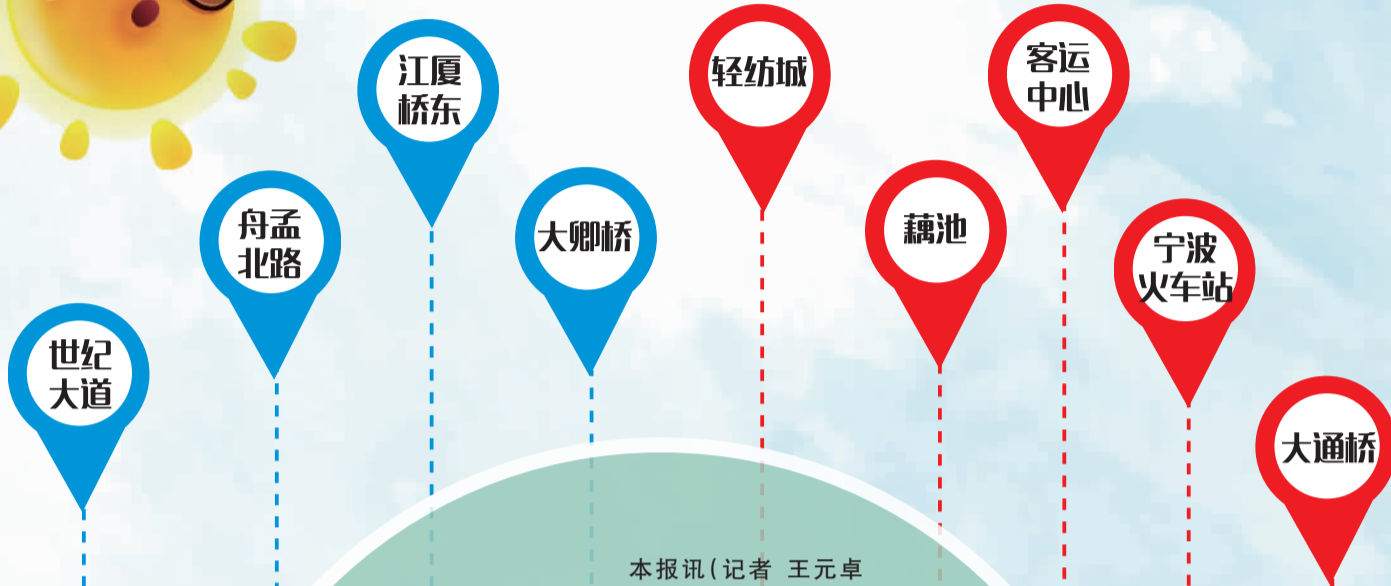 世纪
大道
舟孟
北路
江厦
桥东
大卿桥
轻纺城
藕池
客运
中心
宁波
火车站
大通桥
本报讯(记者 王元卓